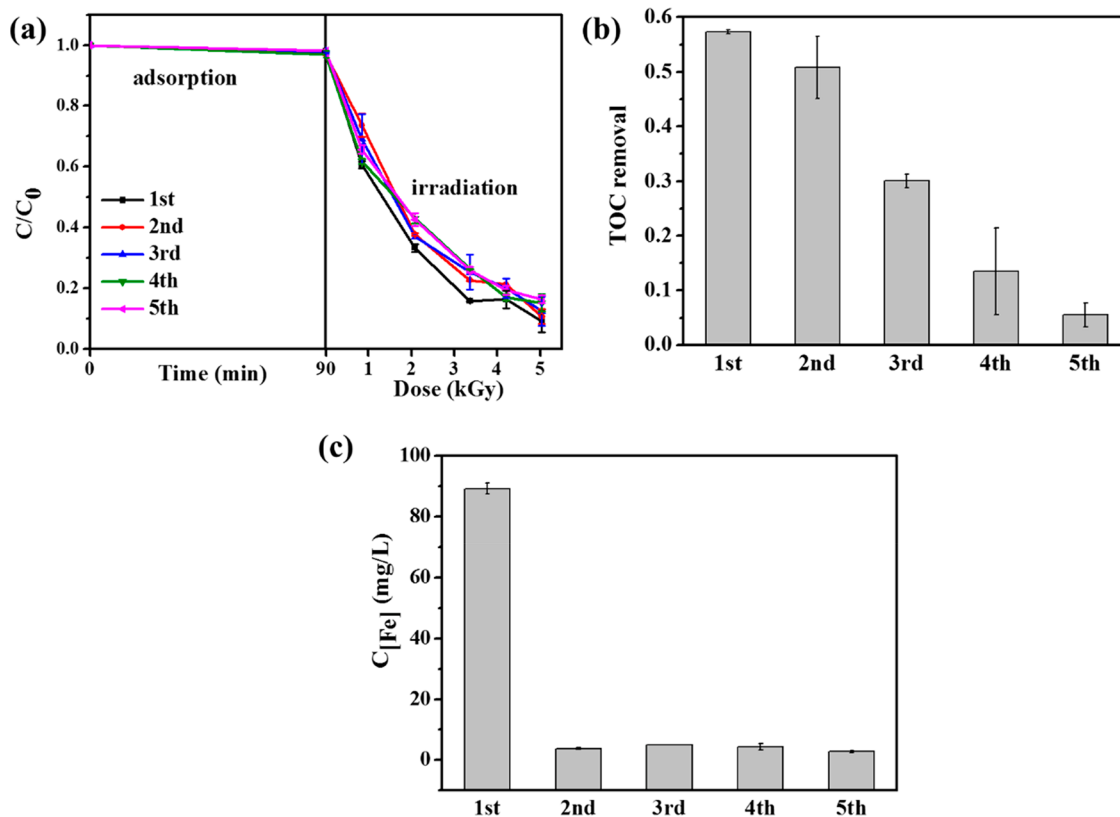 (a)
1.0
0.8
0.6
0.4
0.2
0.0
C/C0
adsorption
irradiation
1st
2nd
3rd
4th
5th
0 90 1 2 3 4 5
Time (min) Dose (kGy)
(b)
0.6
0.5
0.4
0.3
0.2
0.1
0.0
TOC removal
1st 2nd 3rd 4th 5th
(c)
100
80
60
40
20
0
C[Fe] (mg/L)
1st 2nd 3rd 4th 5th